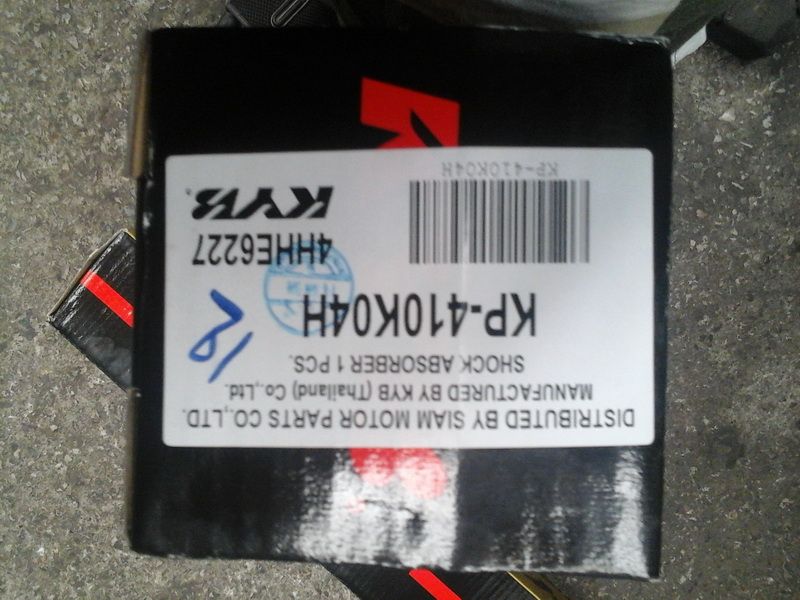 DISTRIBUTED BY SIAM MOTOR PARTS CO.,LTD.
MANUFACTURED BY KYB (Thailand) Co.,Ltd.
SHOCK ABSORBER 1 PCS.
KP-410K04H
4HHE6227
KYB®
KP-410K04H